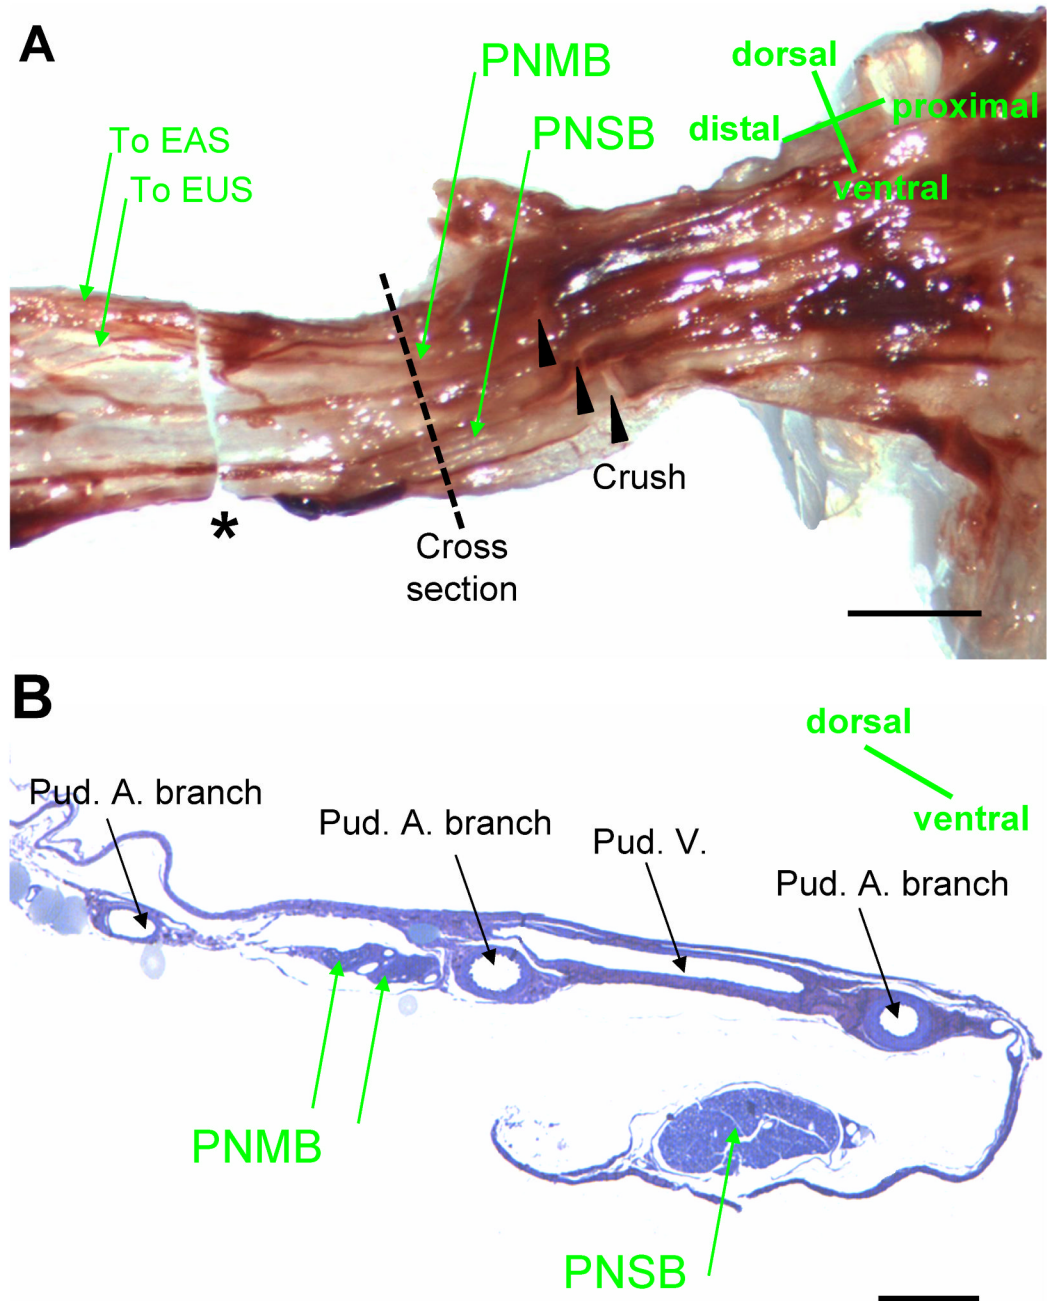 A
PNMB
dorsal
proximal
distal
PNSB
To EAS
To EUS
ventral
Crush
*
Cross
section
B
dorsal
Pud. A. branch
Pud. A. branch
ventral
Pud. V.
Pud. A. branch
PNMB
PNSB